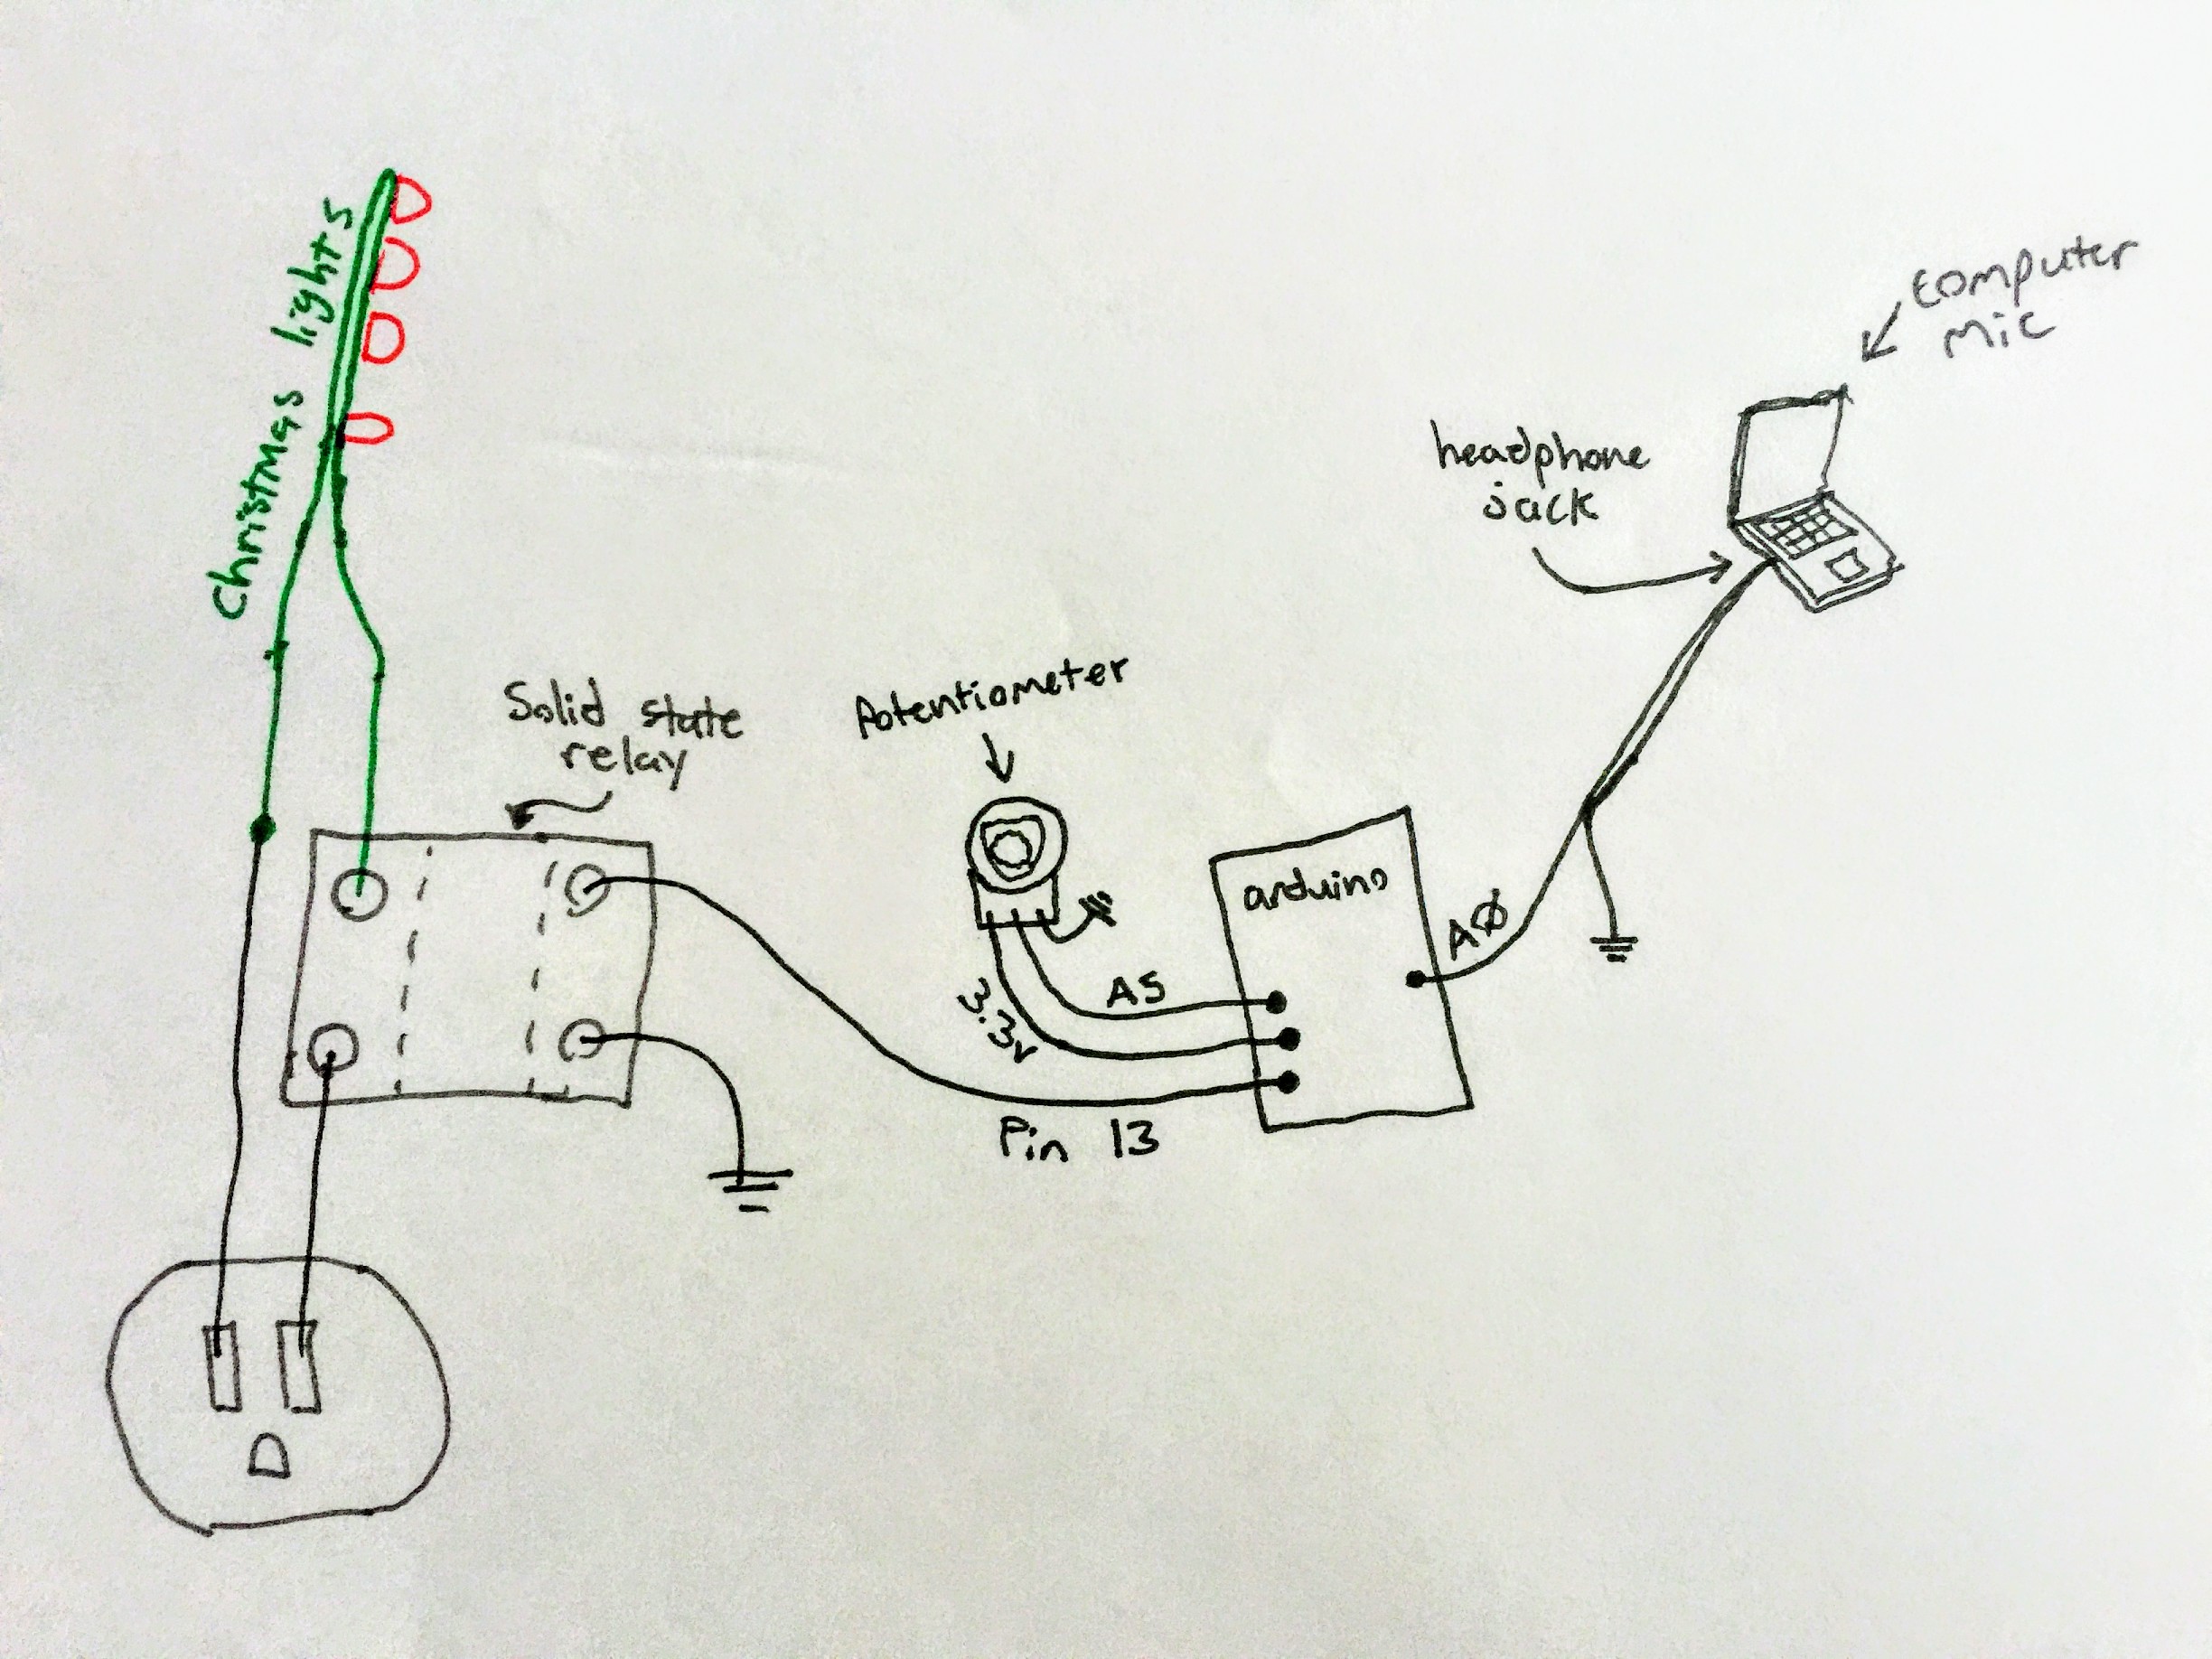 Christmas lights
Solid state
relay
Potentiometer
headphone
jack
computer
mic
arduino
AØ
A5
3.3v
Pin 13